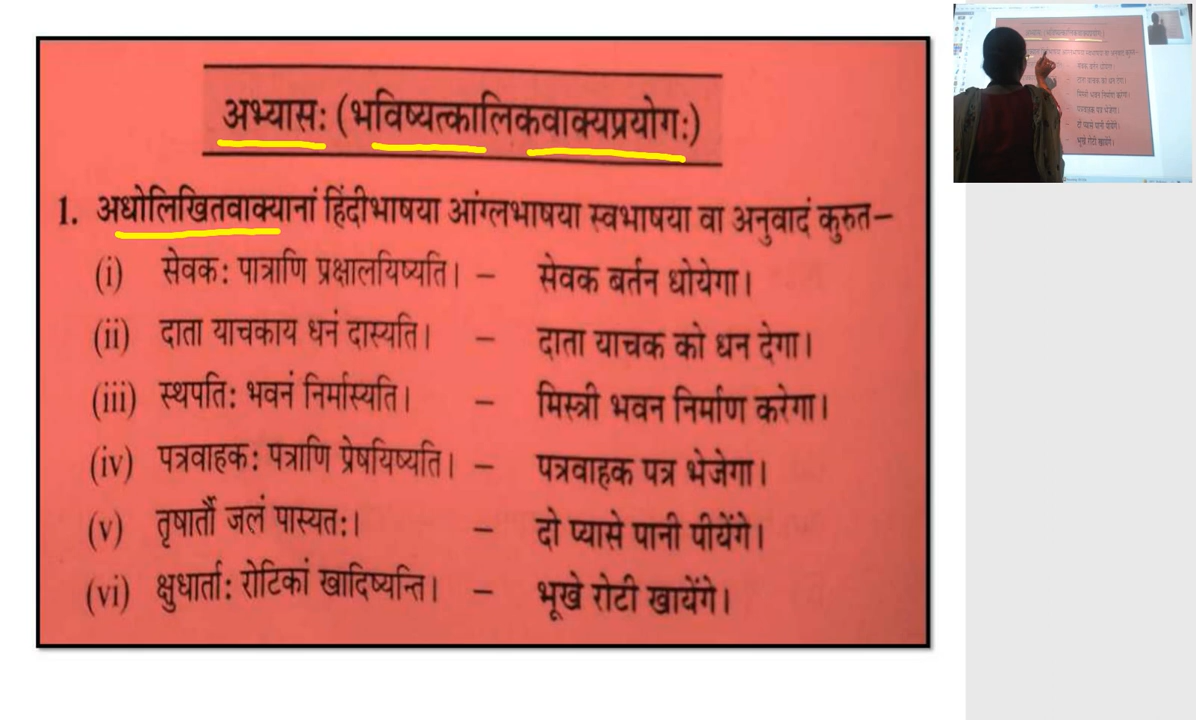 अभ्यासः (भविष्यत्कालिकवाक्यप्रयोगः)
1. अधोलिखितवाक्यानां हिंदीभाषया आंग्लभाषया स्वभाषया वा अनुवादं कुरुत–
(i) सेवकः पात्राणि प्रक्षालयिष्यति। – सेवक बर्तन धोयेगा।
(ii) दाता याचकाय धनं दास्यति। – दाता याचक को धन देगा।
(iii) स्थपतिः भवनं निर्मास्यति। – मिस्त्री भवन निर्माण करेगा।
(iv) पत्रवाहकः पत्राणि प्रेषयिष्यति। – पत्रवाहक पत्र भेजेगा।
(v) तृषार्तौ जलं पास्यतः। – दो प्यासे पानी पीयेंगे।
(vi) क्षुधार्ताः रोटिकां खादिष्यन्ति। – भूखे रोटी खायेंगे।